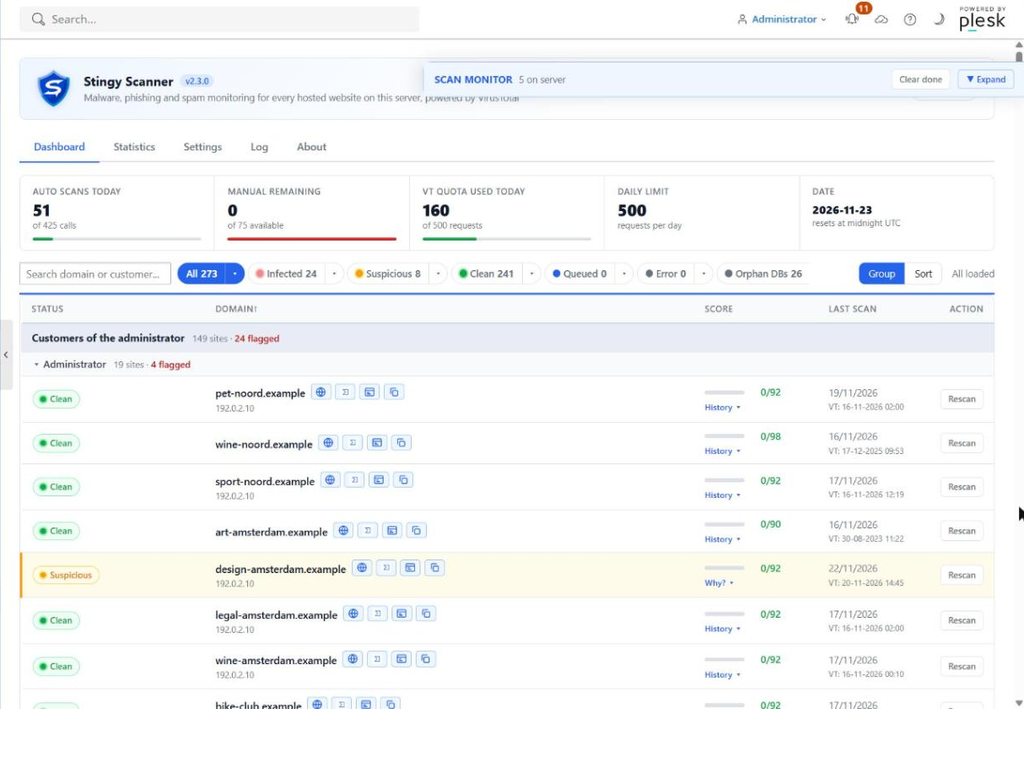 Search...
Administrator
11
POWERED BY
plesk
Stingy Scanner v2.3.0
Malware, phishing and spam monitoring for every hosted website on this server, powered by VirusTotal
SCAN MONITOR 5 on server
Clear done
▼ Expand
Dashboard Statistics Settings Log About
AUTO SCANS TODAY
51
of 425 calls
MANUAL REMAINING
0
of 75 available
VT QUOTA USED TODAY
160
of 500 requests
DAILY LIMIT
500
requests per day
DATE
2026-11-23
resets at midnight UTC
Search domain or customer...
All 273
Infected 24
Suspicious 8
Clean 241
Queued 0
Error 0
Orphan DBs 26
Group
Sort
All loaded
STATUS DOMAIN↑ SCORE LAST SCAN ACTION
Customers of the administrator 149 sites · 24 flagged
Administrator 19 sites · 4 flagged
Clean pet-noord.example Σ 0/92 19/11/2026 Rescan
192.0.2.10 History VT: 16-11-2026 02:00
Clean wine-noord.example Σ 0/98 16/11/2026 Rescan
History VT: 17-12-2025 09:53
Clean sport-noord.example Σ 0/92 17/11/2026 Rescan
192.0.2.10 History VT: 16-11-2026 12:19
Clean art-amsterdam.example Σ 0/90 16/11/2026 Rescan
History VT: 30-08-2023 11:22
Suspicious design-amsterdam.example Σ 0/92 22/11/2026 Rescan
192.0.2.10 Why? VT: 20-11-2026 14:45
Clean legal-amsterdam.example Σ 0/92 17/11/2026 Rescan
192.0.2.10 History VT: 16-11-2026 02:00
Clean wine-amsterdam.example Σ 0/92 17/11/2026 Rescan
192.0.2.10 History VT: 16-11-2026 00:10
bike-club.example Σ 0/92 17/11/2026